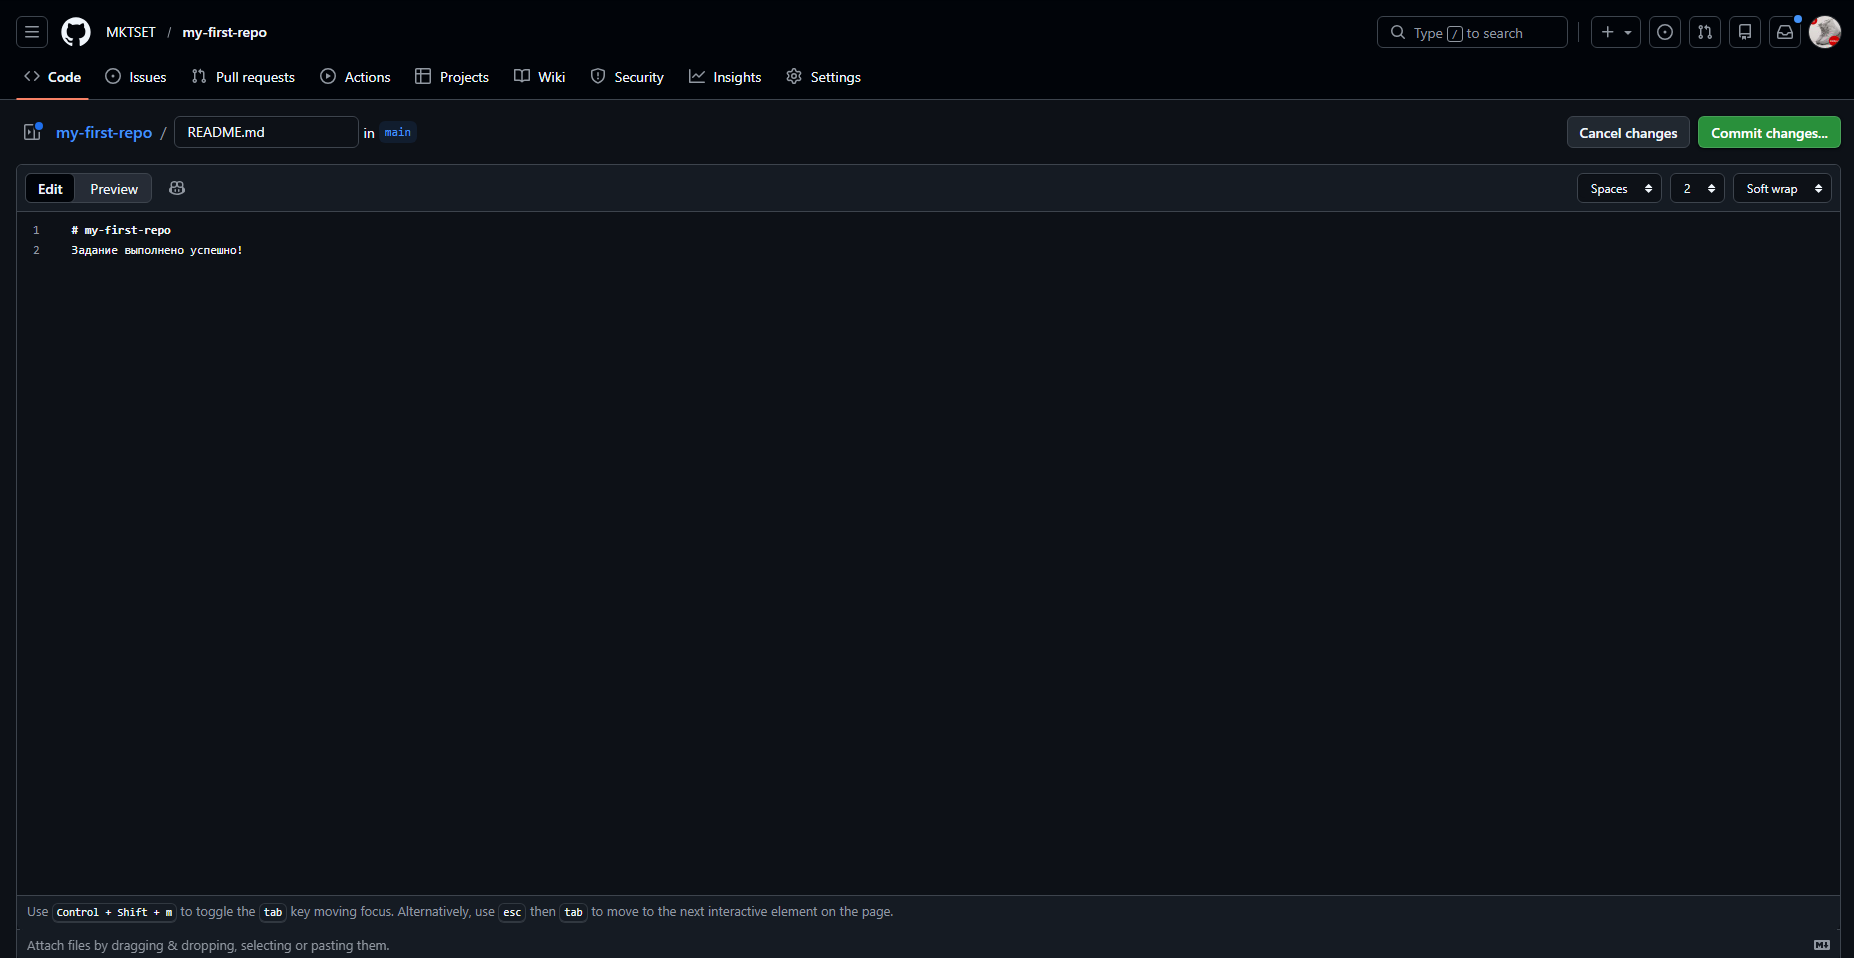 MKTSET / my-first-repo
Type / to search
Code Issues Pull requests Actions Projects Wiki Security Insights Settings
my-first-repo / README.md in main
Cancel changes Commit changes...
Edit Preview
Spaces 2 Soft wrap
1 # my-first-repo
2 Задание выполнено успешно!
Use Control + Shift + m to toggle the tab key moving focus. Alternatively, use esc then tab to move to the next interactive element on the page.
Attach files by dragging & dropping, selecting or pasting them.